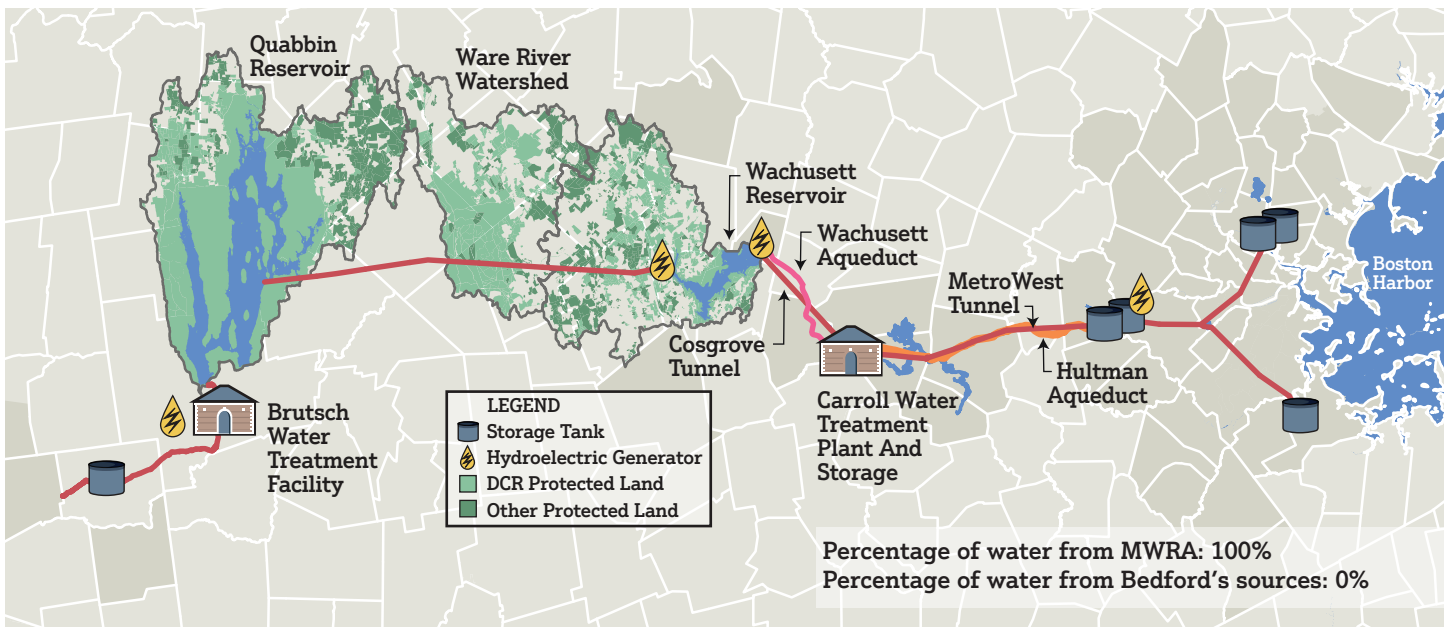 Quabbin
Reservoir
Ware River
Watershed
Wachusett
Reservoir
Wachusett
Aqueduct
MetroWest
Tunnel
Boston
Harbor
Cosgrove
Tunnel
Hultman
Aqueduct
Carroll Water
Treatment
Plant And
Storage
Brutsch
Water
Treatment
Facility
LEGEND
Storage Tank
Hydroelectric Generator
DCR Protected Land
Other Protected Land
Percentage of water from MWRA: 100%
Percentage of water from Bedford's sources: 0%